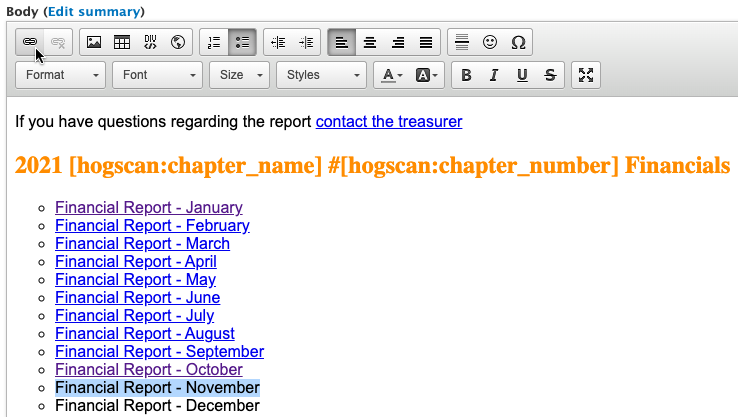 Body (Edit summary)
DIV
Format Font Size Styles A A B I U S
If you have questions regarding the report contact the treasurer
2021 [hogscan:chapter_name] #[hogscan:chapter_number] Financials
Financial Report - January
Financial Report - February
Financial Report - March
Financial Report - April
Financial Report - May
Financial Report - June
Financial Report - July
Financial Report - August
Financial Report - September
Financial Report - October
Financial Report - November
Financial Report - December